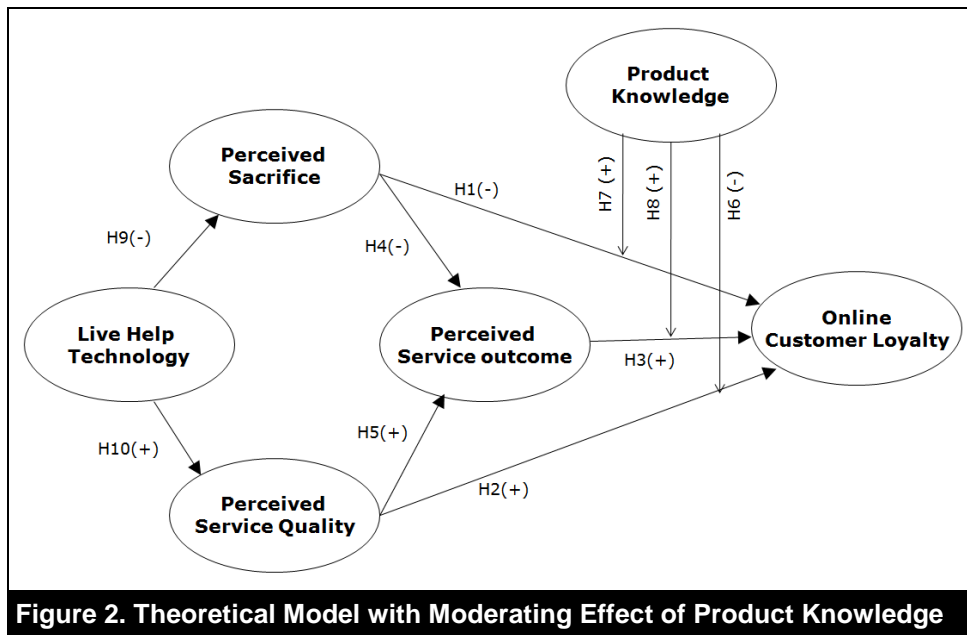 Product
Knowledge
Perceived
Sacrifice
H1(-)
H7 (+)
H8 (+)
H6 (-)
H9(-)
H4(-)
Live Help
Technology
Perceived
Service outcome
Online
Customer Loyalty
H3(+)
H10(+)
H5(+)
H2(+)
Perceived
Service Quality
Figure 2. Theoretical Model with Moderating Effect of Product Knowledge